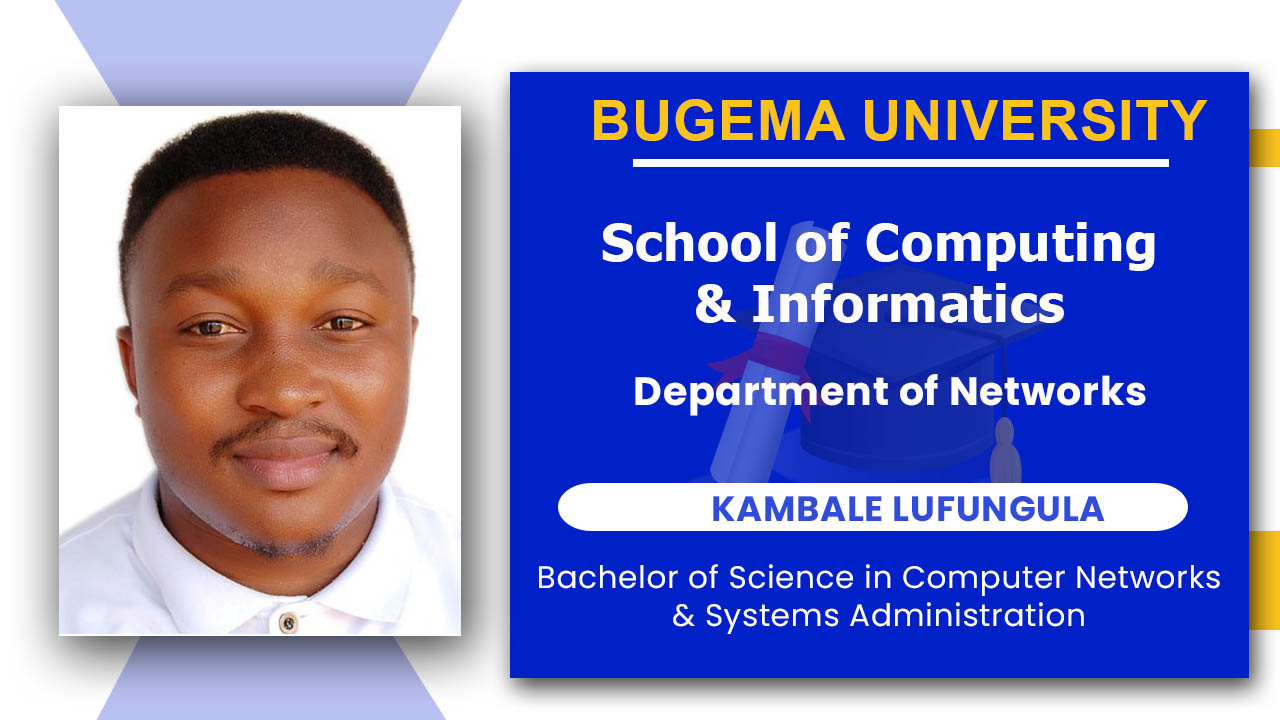 BUGEMA UNIVERSITY
School of Computing
& Informatics
Department of Networks
KAMBALE LUFUNGULA
Bachelor of Science in Computer Networks
& Systems Administration